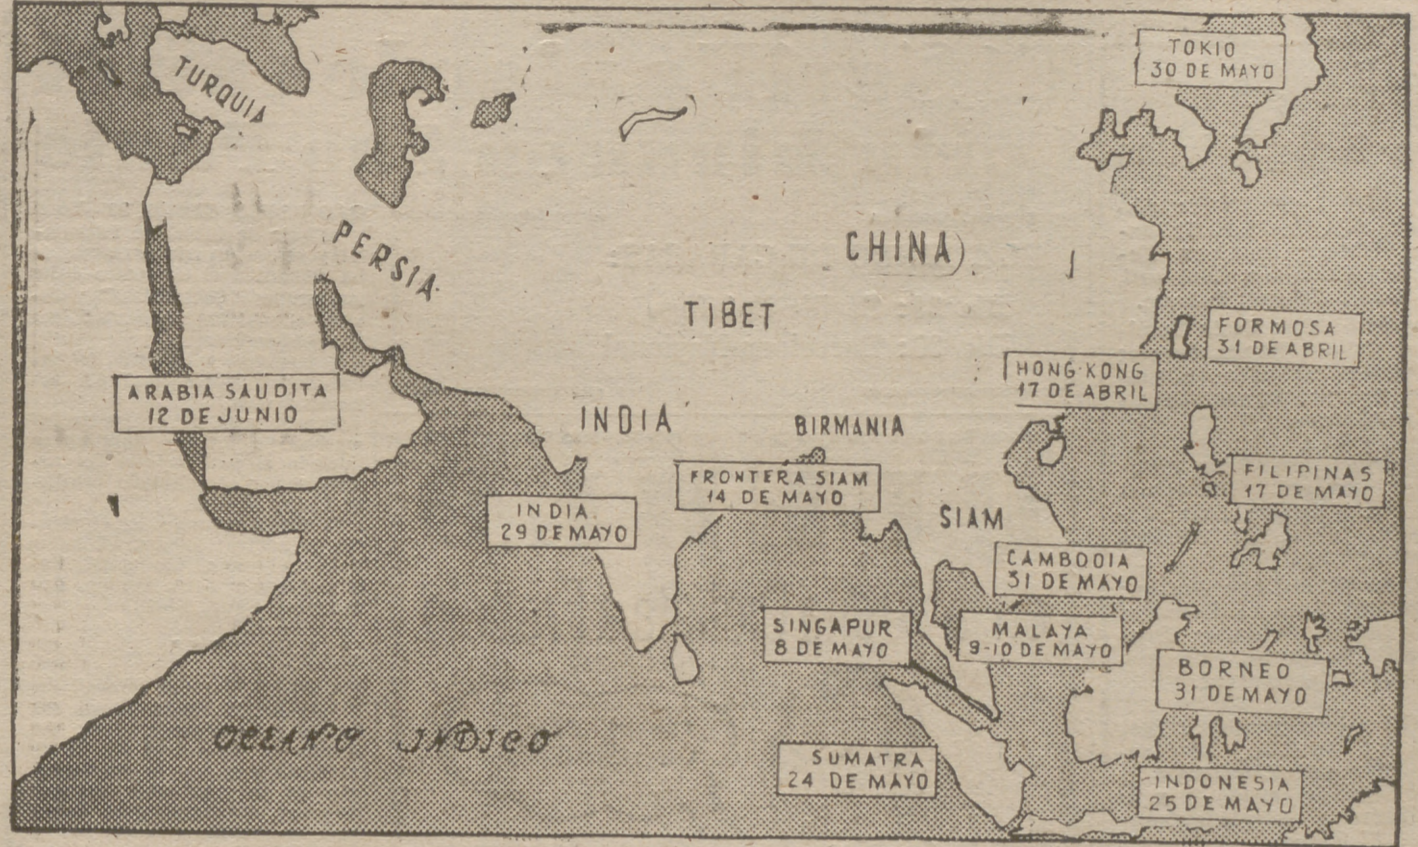 TOKIO
30 DE MAYO
TURQUIA
PERSIA
CHINA
TIBET
FORMOSA
31 DE ABRIL
HONG-KONG
17 DE ABRIL
ARABIA SAUDITA
12 DE JUNIO
INDIA
BIRMANIA
FRONTERA SIAM
14 DE MAYO
FILIPINAS
17 DE MAYO
INDIA.
29 DE MAYO
SIAM
CAMBODIA
31 DE MAYO
SINGAPUR
8 DE MAYO
MALAYA
9-10 DE MAYO
BORNEO
31 DE MAYO
OCEANO INDICO
SUMATRA
24 DE MAYO
INDONESIA
25 DE MAYO